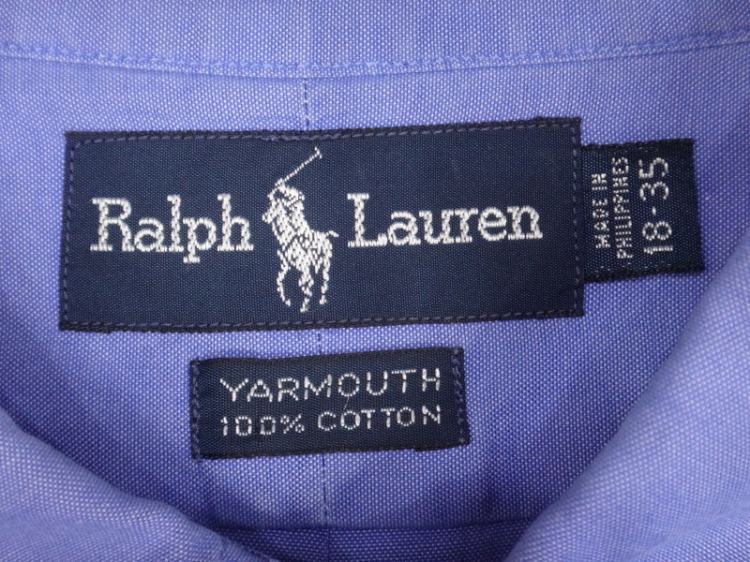 Ralph Lauren
MADE IN
PHILIPPINES
18-35
YARMOUTH
100% COTTON